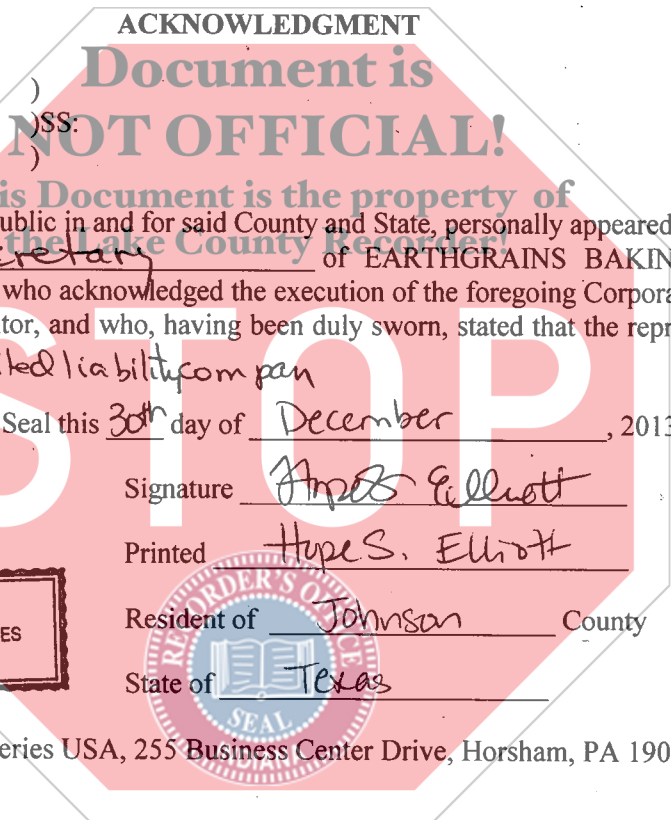 ACKNOWLEDGMENT
Document is
)
)SS:
NOT OFFICIAL!
)
is Document is the property of
ublic in and for said County and State, personally appeared
the Lake County Recorder!
cretary of EARTHGRAINS BAKIN
who acknowledged the execution of the foregoing Corpora
tor, and who, having been duly sworn, stated that the repr
ited liability compan
STOP
Seal this 30th day of December, 2013
Signature Hope S Elliott
Printed Hope S. Elliott
RECORDER'S OFFICE
Resident of Johnson County
ES
State of Texas
SEAL
INDIANA
eries USA, 255 Business Center Drive, Horsham, PA 190